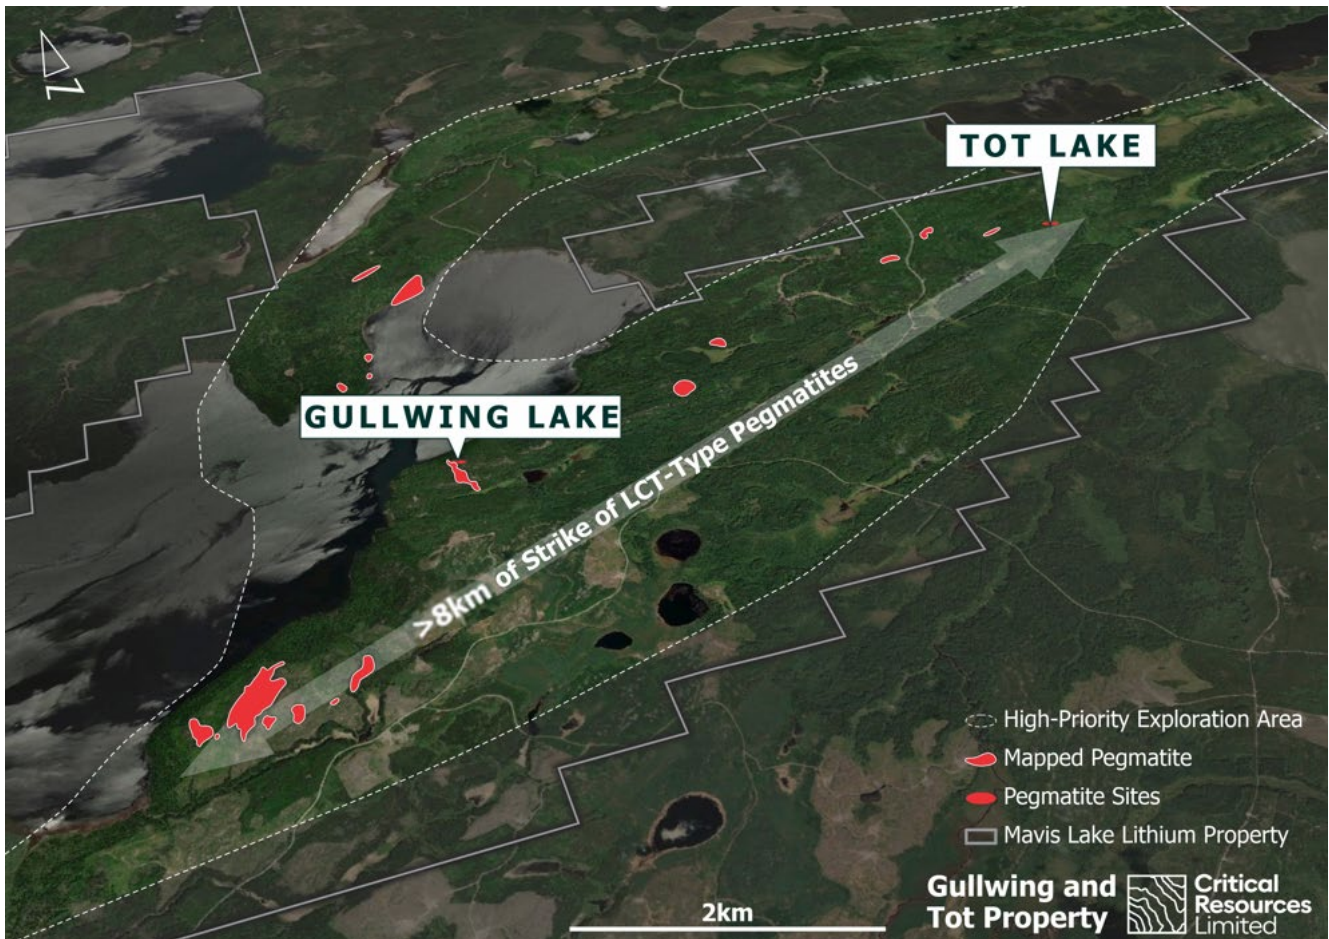 N
TOT LAKE
GULLWING LAKE
>8km of Strike of LCT-Type Pegmatites
High-Priority Exploration Area
Mapped Pegmatite
Pegmatite Sites
Mavis Lake Lithium Property
2km
Gullwing and
Tot Property
Critical
Resources
Limited